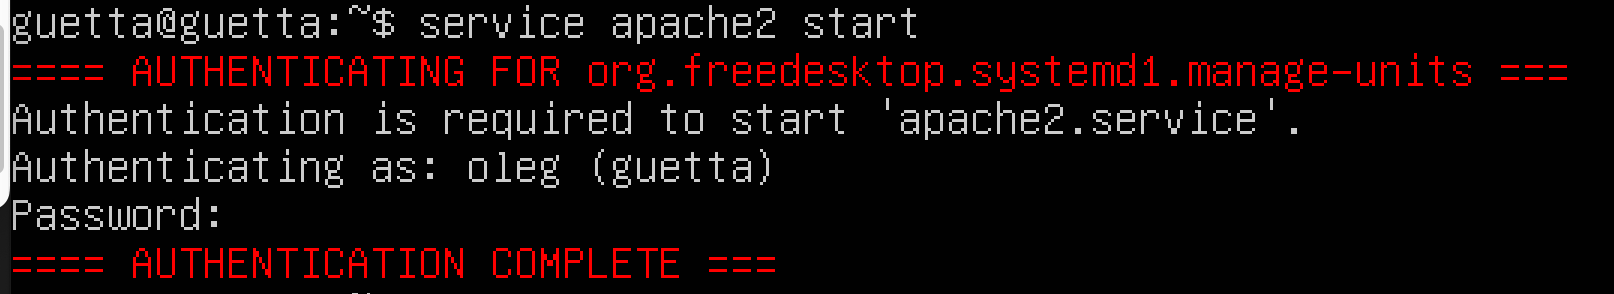 guetta@guetta:~$ service apache2 start
==== AUTHENTICATING FOR org.freedesktop.systemd1.manage-units ===
Authentication is required to start 'apache2.service'.
Authenticating as: oleg (guetta)
Password:
==== AUTHENTICATION COMPLETE ===